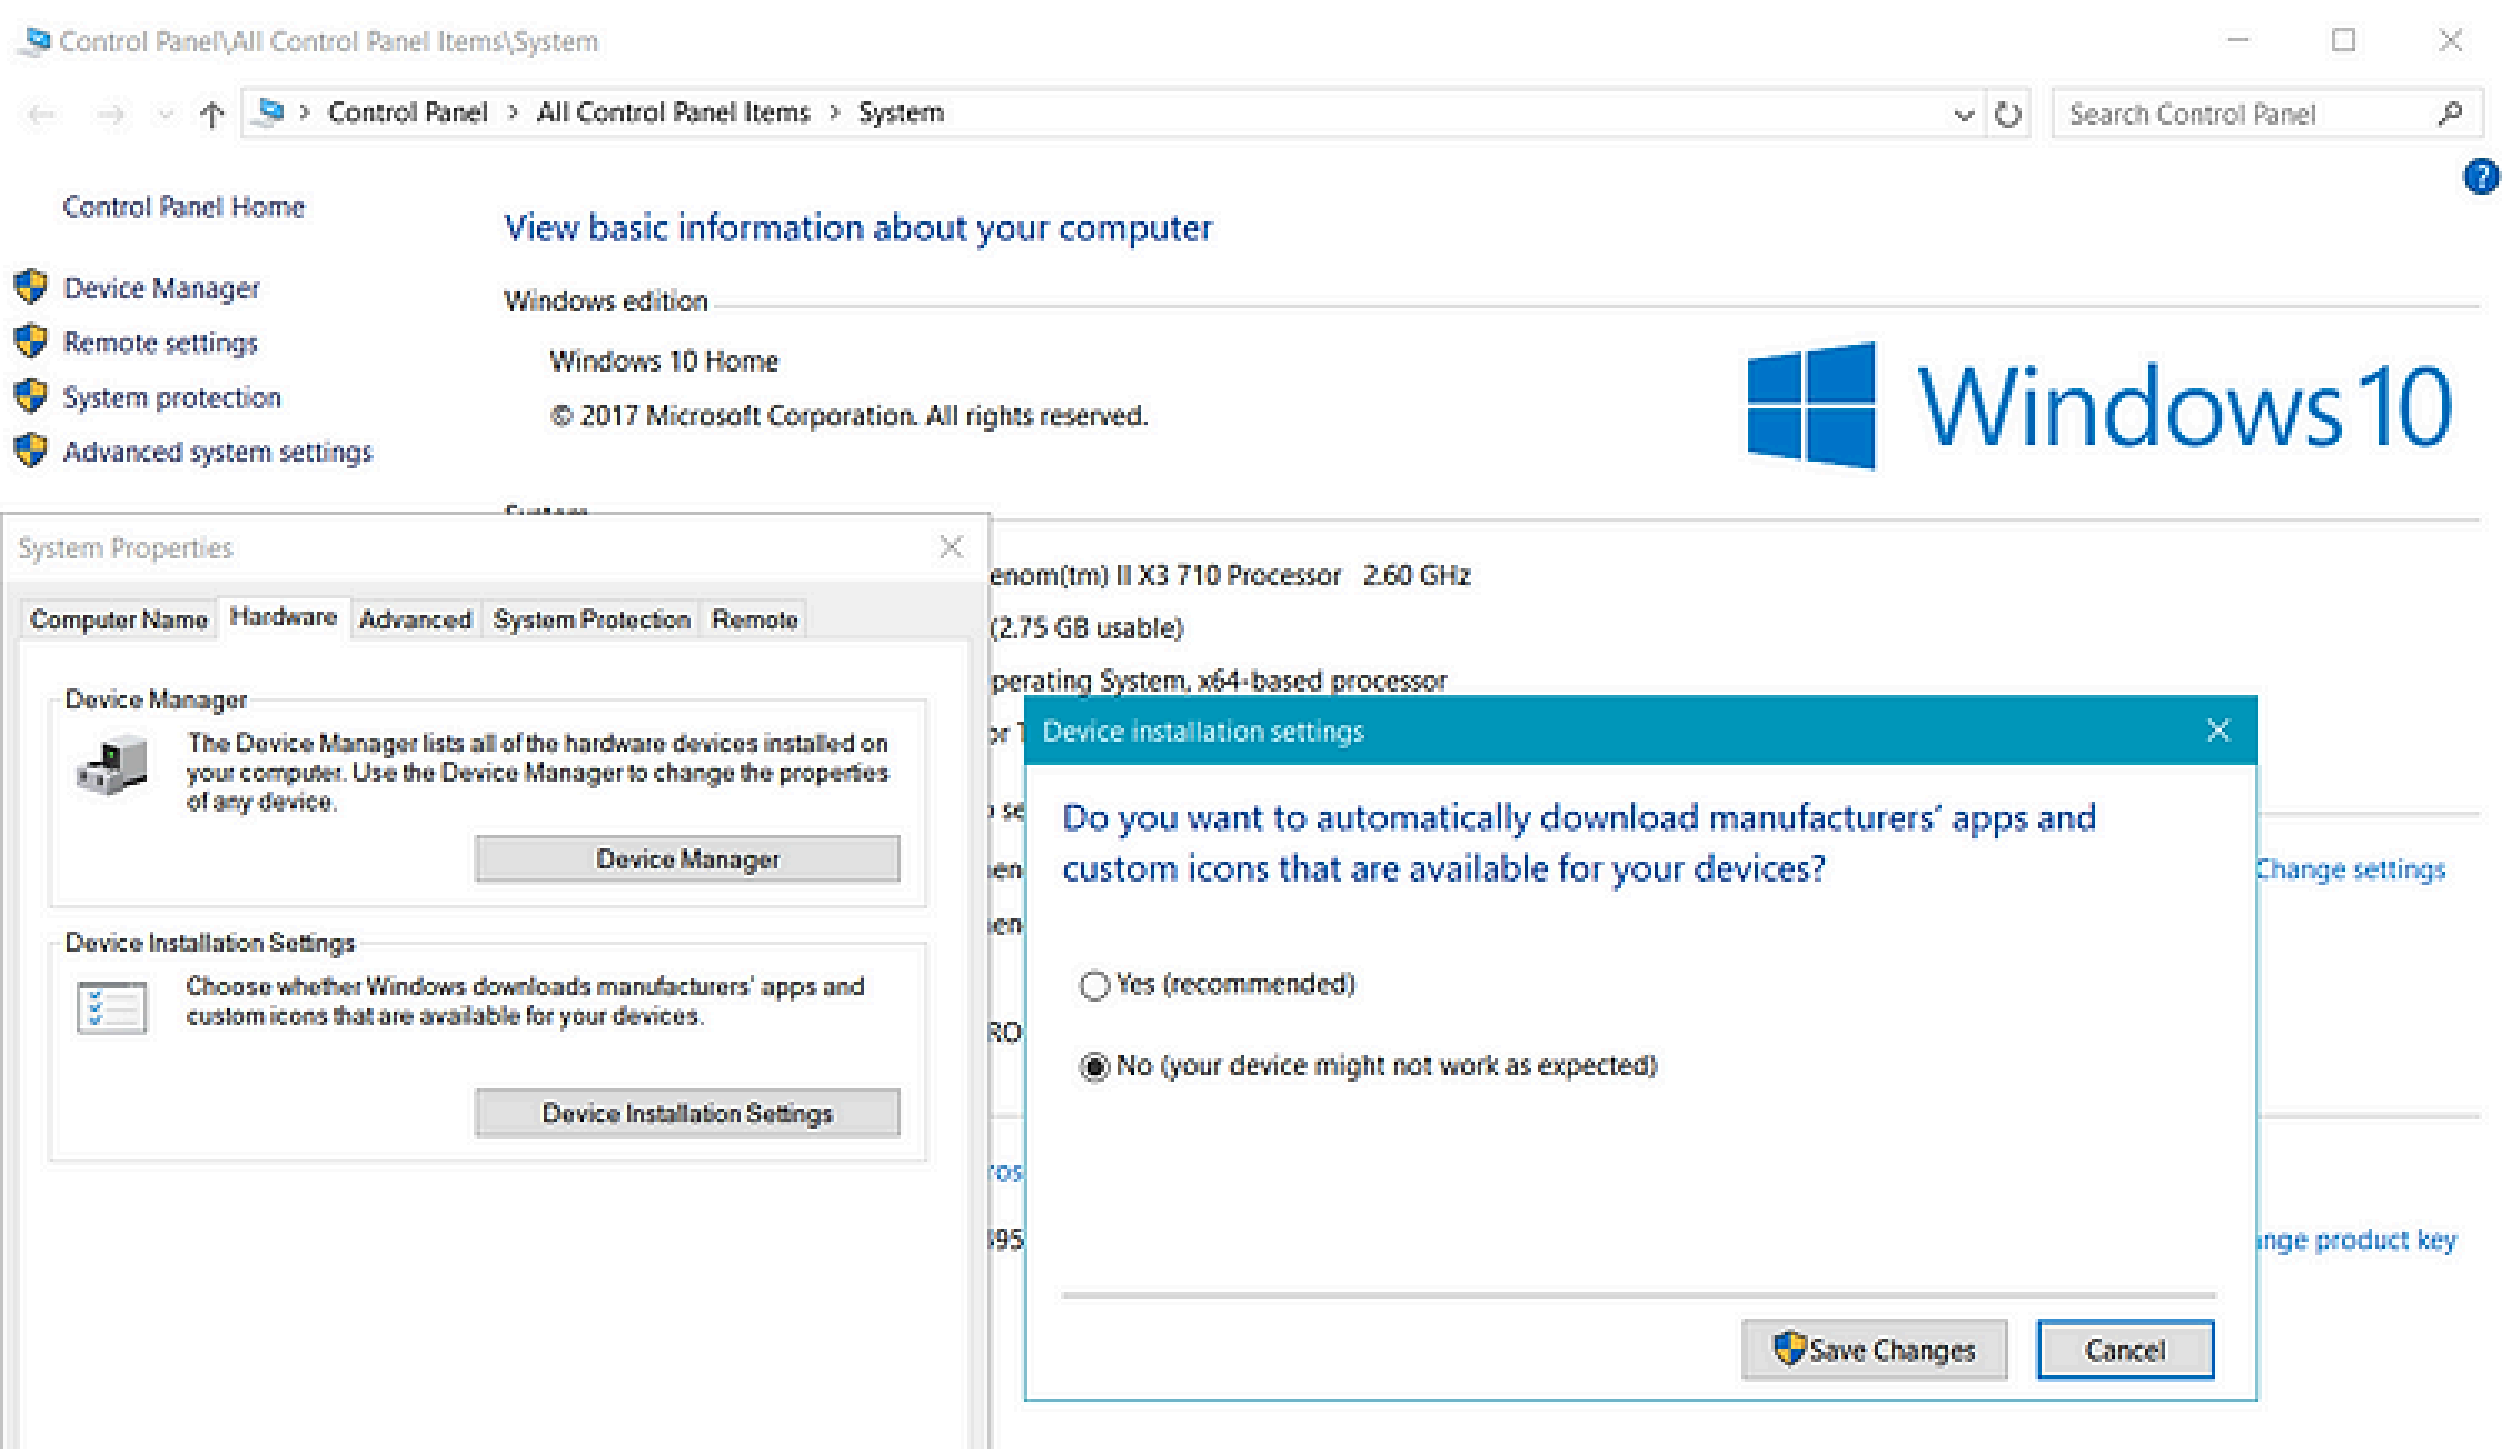 Control Panel\All Control Panel Items\System
Control Panel > All Control Panel Items > System
Search Control Panel
?
Control Panel Home
Device Manager
Remote settings
System protection
Advanced system settings
View basic information about your computer
Windows edition
Windows 10 Home
© 2017 Microsoft Corporation. All rights reserved.
Windows 10
System
enom(tm) II X3 710 Processor 2.60 GHz
(2.75 GB usable)
perating System, x64-based processor
or
Change settings
nge product key
System Properties
Computer Name Hardware Advanced System Protection Remote
Device Manager
The Device Manager lists all of the hardware devices installed on
your computer. Use the Device Manager to change the properties
of any device.
Device Manager
Device Installation Settings
Choose whether Windows downloads manufacturers' apps and
custom icons that are available for your devices.
Device Installation Settings
Device installation settings
Do you want to automatically download manufacturers' apps and
custom icons that are available for your devices?
Yes (recommended)
No (your device might not work as expected)
Save Changes
Cancel